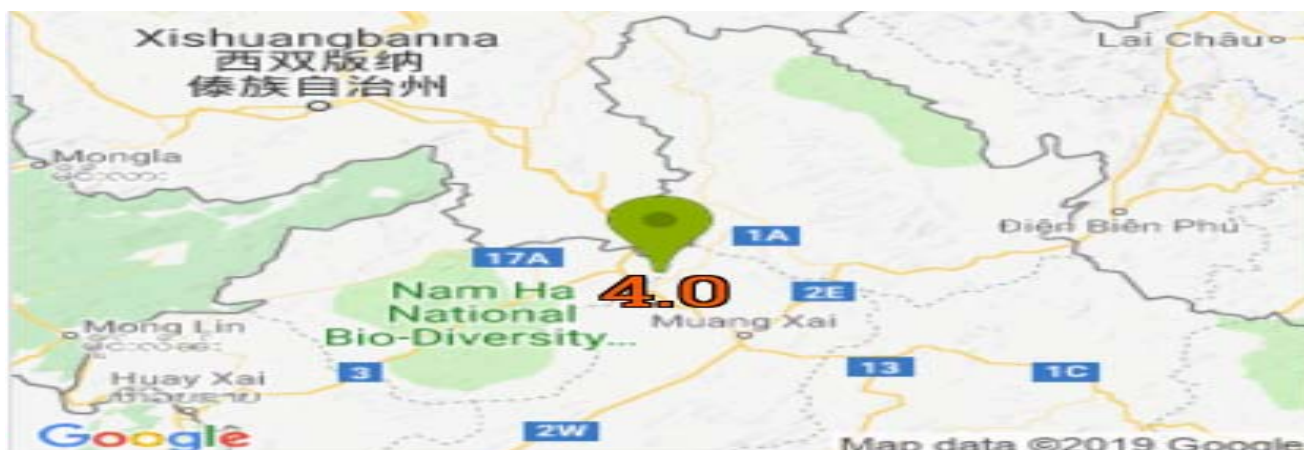 Xishuangbanna
西双版纳
傣族自治州
Lai Châu
Mongla
Điện Biên Phủ
1A
17A
Nam Ha
National
Bio-Diversity...
4.0
2E
Muang Xai
Mong Lin
Huay Xai
3
13
1C
2W
Google
Map data ©2019 Google